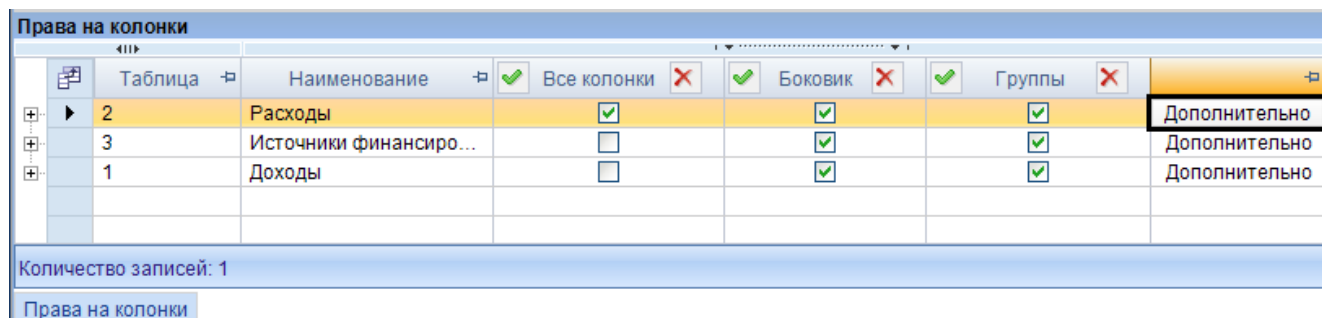 Права на колонки
Таблица Наименование Все колонки Боковик Группы
2 Расходы Дополнительно
3 Источники финансиро... Дополнительно
1 Доходы Дополнительно
Количество записей: 1
Права на колонки